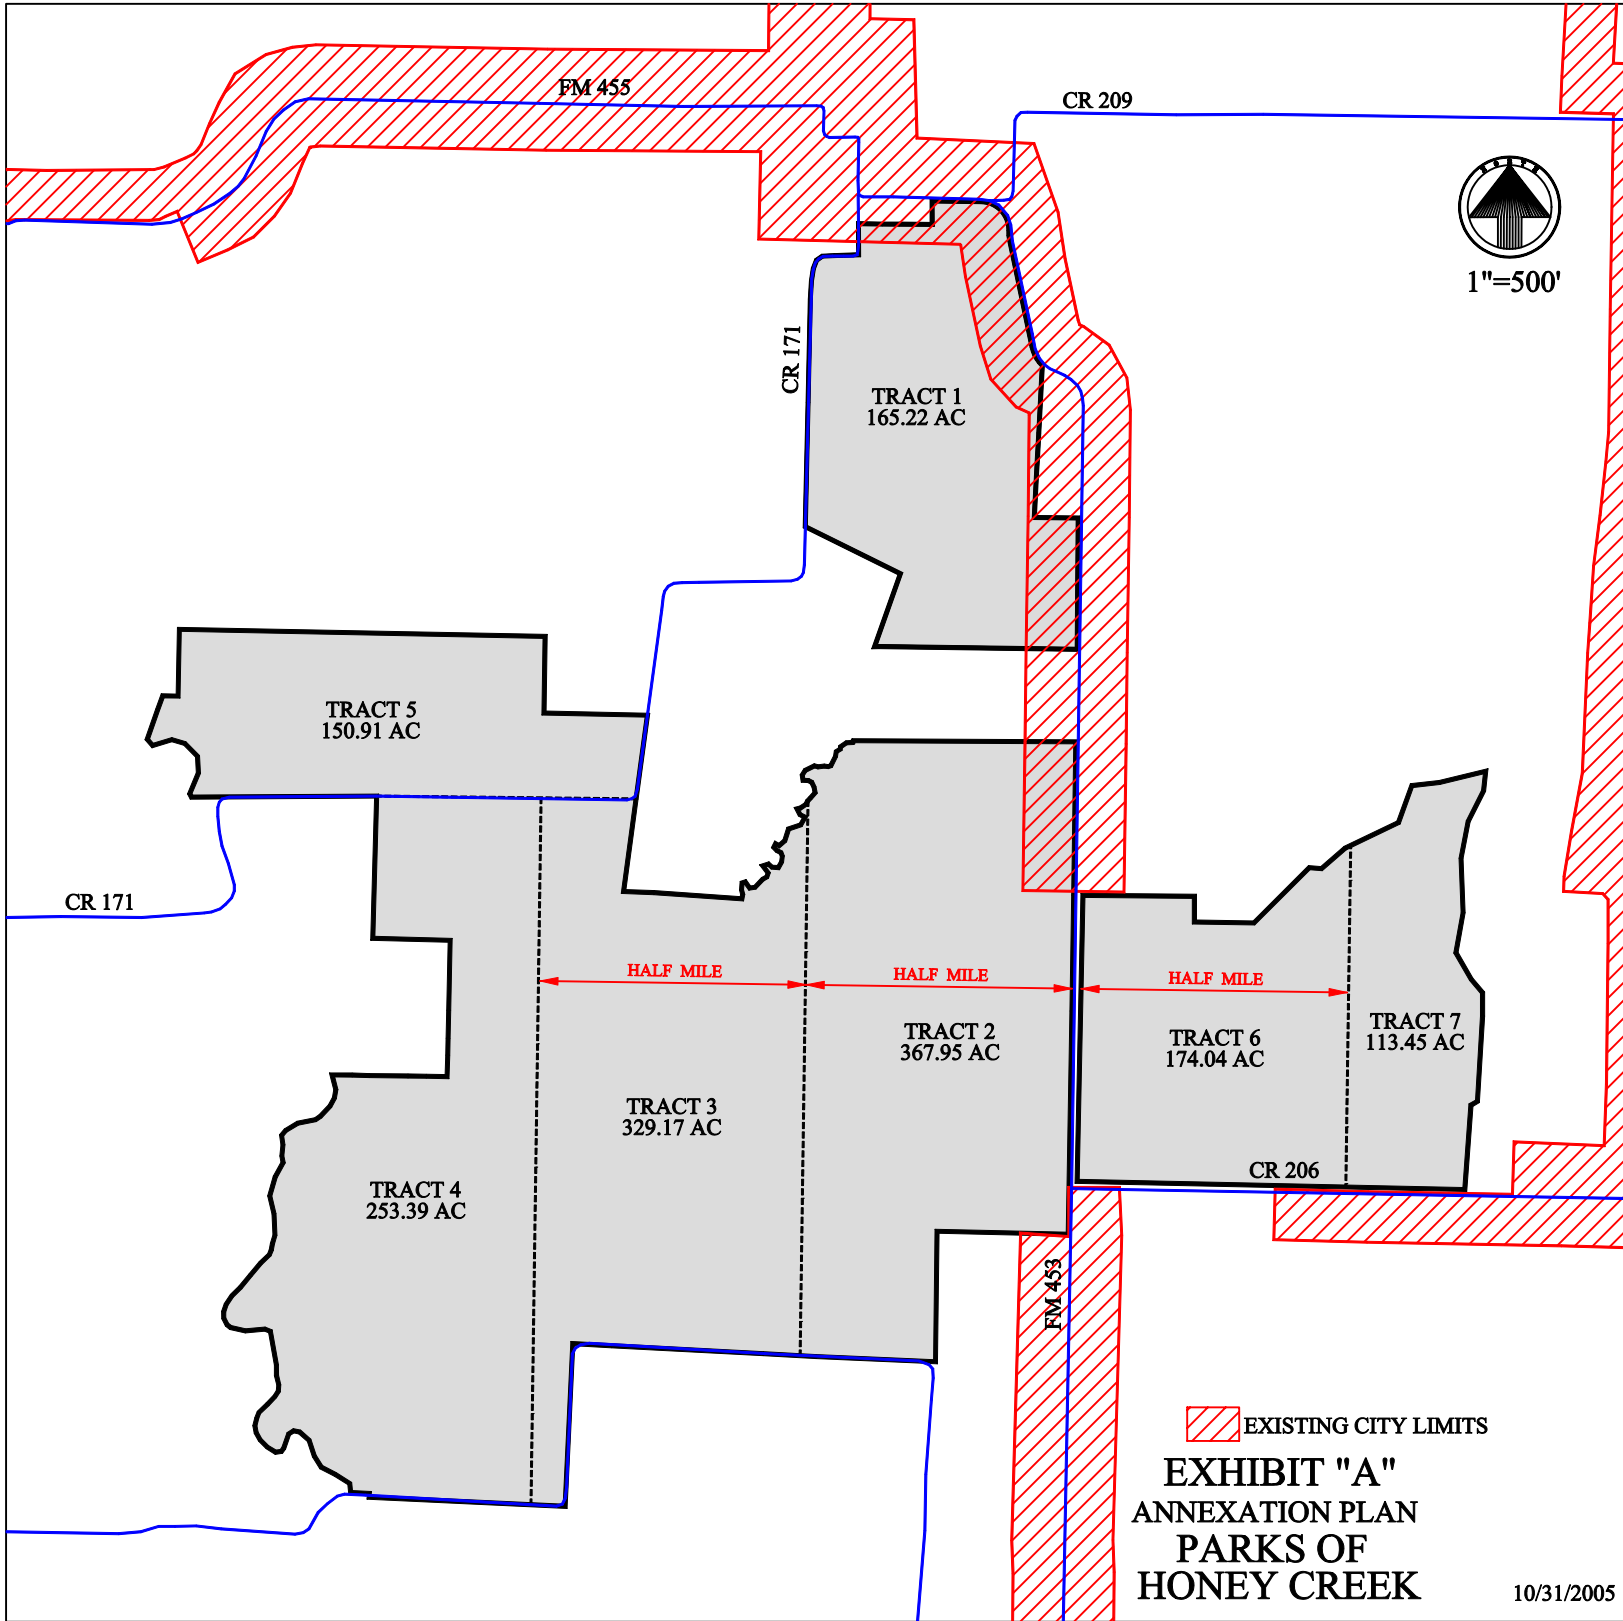 FM 455
CR 209
NORTH
1"=500'
CR 171
TRACT 1
165.22 AC
TRACT 5
150.91 AC
CR 171
HALF MILE
HALF MILE
HALF MILE
TRACT 2
367.95 AC
TRACT 6
174.04 AC
TRACT 7
113.45 AC
TRACT 3
329.17 AC
CR 206
TRACT 4
253.39 AC
FM 453
EXISTING CITY LIMITS
EXHIBIT "A"
ANNEXATION PLAN
PARKS OF
HONEY CREEK
10/31/2005